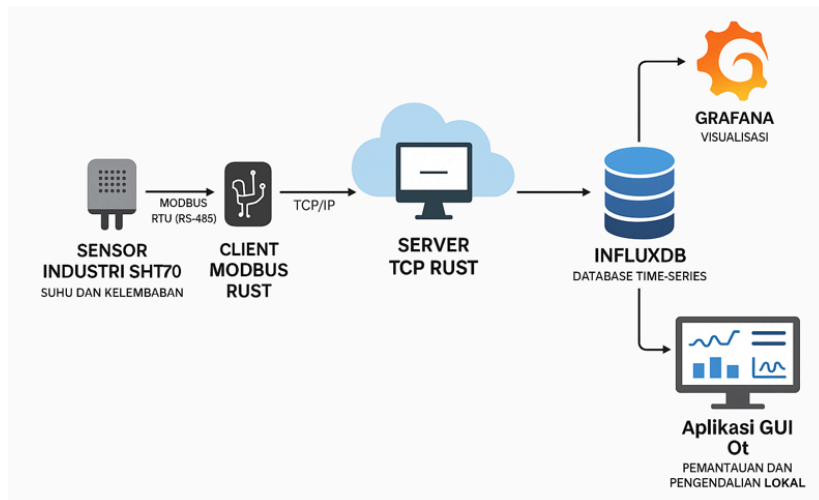 SENSOR
INDUSTRI SHT70
SUHU DAN KELEMBABAN
MODBUS
RTU (RS-485)
CLIENT
MODBUS
RUST
TCP/IP
SERVER
TCP RUST
INFLUXDB
DATABASE TIME-SERIES
GRAFANA
VISUALISASI
Aplikasi GUI
Ot
PEMANTAUAN DAN
PENGENDALIAN LOKAL